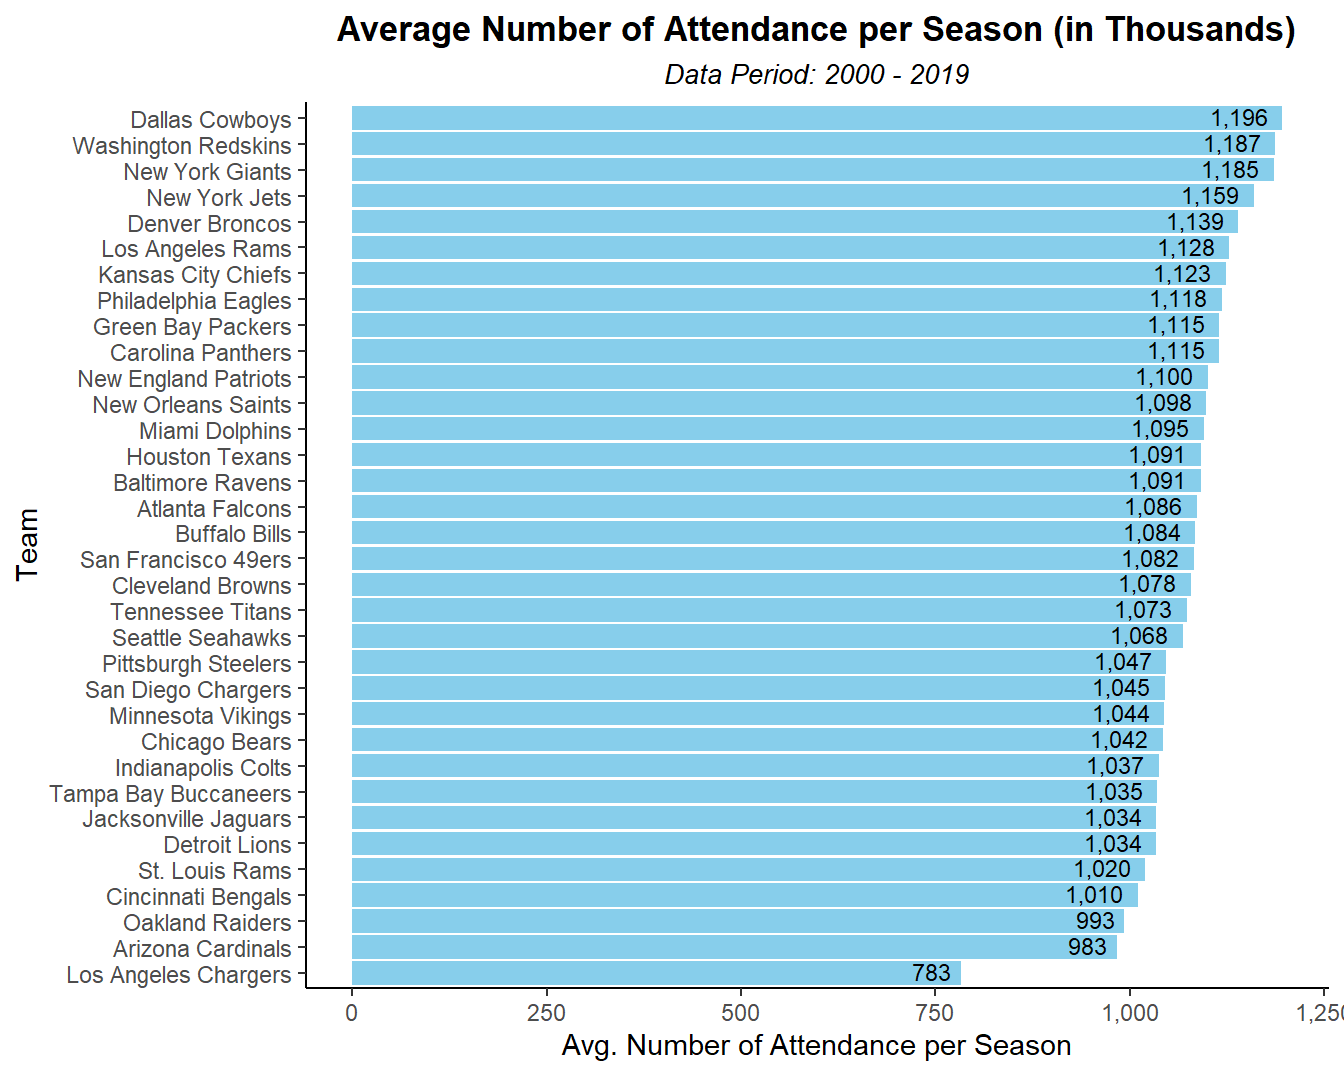 Average Number of Attendance per Season (in Thousands)
Data Period: 2000 - 2019
Team
Dallas Cowboys 1,196
Washington Redskins 1,187
New York Giants 1,185
New York Jets 1,159
Denver Broncos 1,139
Los Angeles Rams 1,128
Kansas City Chiefs 1,123
Philadelphia Eagles 1,118
Green Bay Packers 1,115
Carolina Panthers 1,115
New England Patriots 1,100
New Orleans Saints 1,098
Miami Dolphins 1,095
Houston Texans 1,091
Baltimore Ravens 1,091
Atlanta Falcons 1,086
Buffalo Bills 1,084
San Francisco 49ers 1,082
Cleveland Browns 1,078
Tennessee Titans 1,073
Seattle Seahawks 1,068
Pittsburgh Steelers 1,047
San Diego Chargers 1,045
Minnesota Vikings 1,044
Chicago Bears 1,042
Indianapolis Colts 1,037
Tampa Bay Buccaneers 1,035
Jacksonville Jaguars 1,034
Detroit Lions 1,034
St. Louis Rams 1,020
Cincinnati Bengals 1,010
Oakland Raiders 993
Arizona Cardinals 983
Los Angeles Chargers 783
0 250 500 750 1,000 1,250
Avg. Number of Attendance per Season